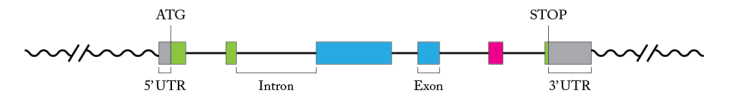 ATG STOP
5’UTR Intron Exon 3’UTR